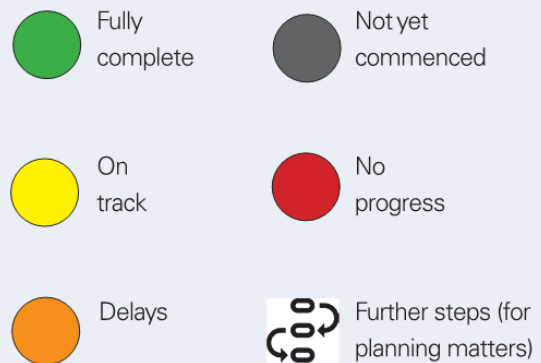 Fully
complete
Not yet
commenced
On
track
No
progress
Delays
Further steps (for
planning matters)